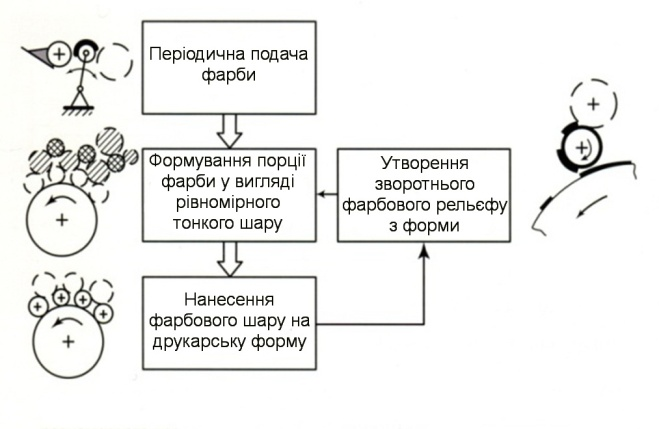 Періодична подача
фарби
Формування порції
фарби у вигляді
рівномірного
тонкого шару
Утворення
зворотнього
фарбового рельєфу
з форми
Нанесення
фарбового шару на
друкарську форму